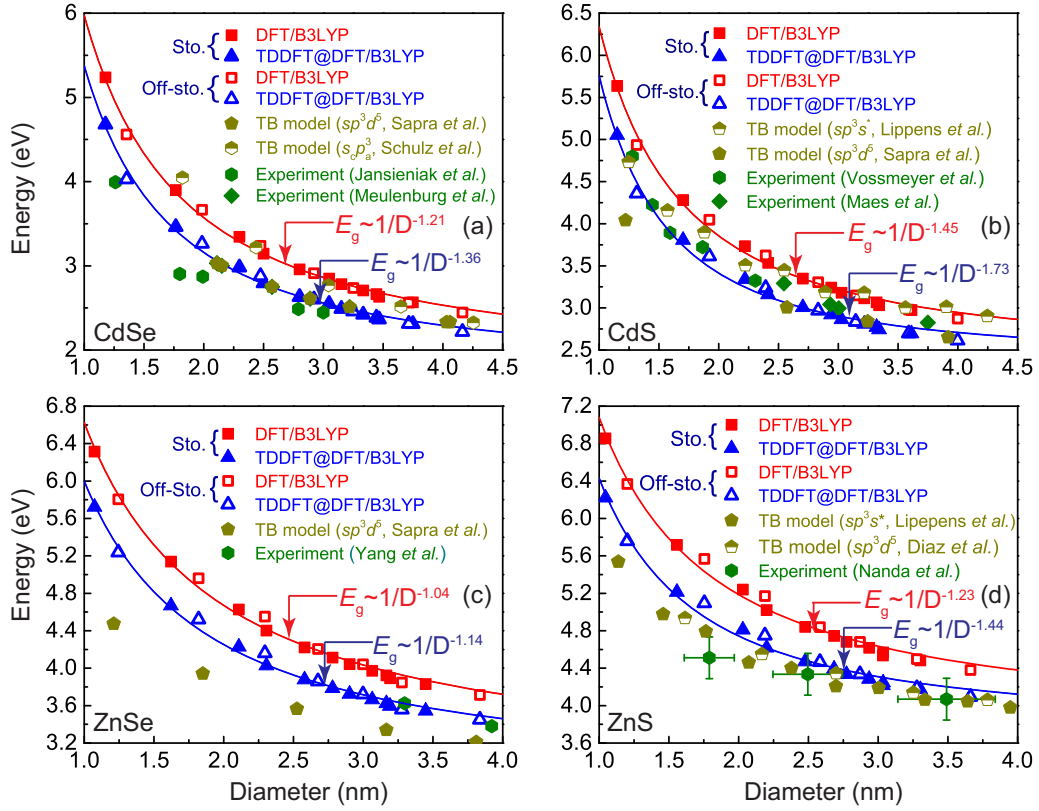 6
5
4
3
2
Energy (eV)
Sto. {
DFT/B3LYP
TDDFT@DFT/B3LYP
Off-sto. {
DFT/B3LYP
TDDFT@DFT/B3LYP
TB model (sp³d⁵, Sapra et al.)
TB model (s_cp³_a, Schulz et al.)
Experiment (Jansieniak et al.)
Experiment (Meulenburg et al.)
(a)
E_g~1/D^-1.21
E_g~1/D^-1.36
CdSe
1.0 1.5 2.0 2.5 3.0 3.5 4.0 4.5
6.5
6.0
5.5
5.0
4.5
4.0
3.5
3.0
2.5
Sto. {
DFT/B3LYP
TDDFT@DFT/B3LYP
Off-sto. {
DFT/B3LYP
TDDFT@DFT/B3LYP
TB model (sp³s*, Lippens et al.)
TB model (sp³d⁵, Sapra et al.)
Experiment (Vossmeyer et al.)
Experiment (Maes et al.)
(b)
E_g~1/D^-1.45
E_g~1/D^-1.73
CdS
1.0 1.5 2.0 2.5 3.0 3.5 4.0 4.5
6.8
6.4
6.0
5.6
5.2
4.8
4.4
4.0
3.6
3.2
Energy (eV)
Sto. {
DFT/B3LYP
TDDFT@DFT/B3LYP
Off-Sto. {
DFT/B3LYP
TDDFT@DFT/B3LYP
TB model (sp³d⁵, Sapra et al.)
Experiment (Yang et al.)
(c)
E_g~1/D^-1.04
E_g~1/D^-1.14
ZnSe
1.0 1.5 2.0 2.5 3.0 3.5 4.0
Diameter (nm)
7.2
6.8
6.4
6.0
5.6
5.2
4.8
4.4
4.0
3.6
Sto. {
DFT/B3LYP
TDDFT@DFT/B3LYP
Off-sto. {
DFT/B3LYP
TDDFT@DFT/B3LYP
TB model (sp³s*, Lipepens et al.)
TB model (sp³d⁵, Diaz et al.)
Experiment (Nanda et al.)
(d)
E_g~1/D^-1.23
E_g~1/D^-1.44
ZnS
1.0 1.5 2.0 2.5 3.0 3.5 4.0
Diameter (nm)